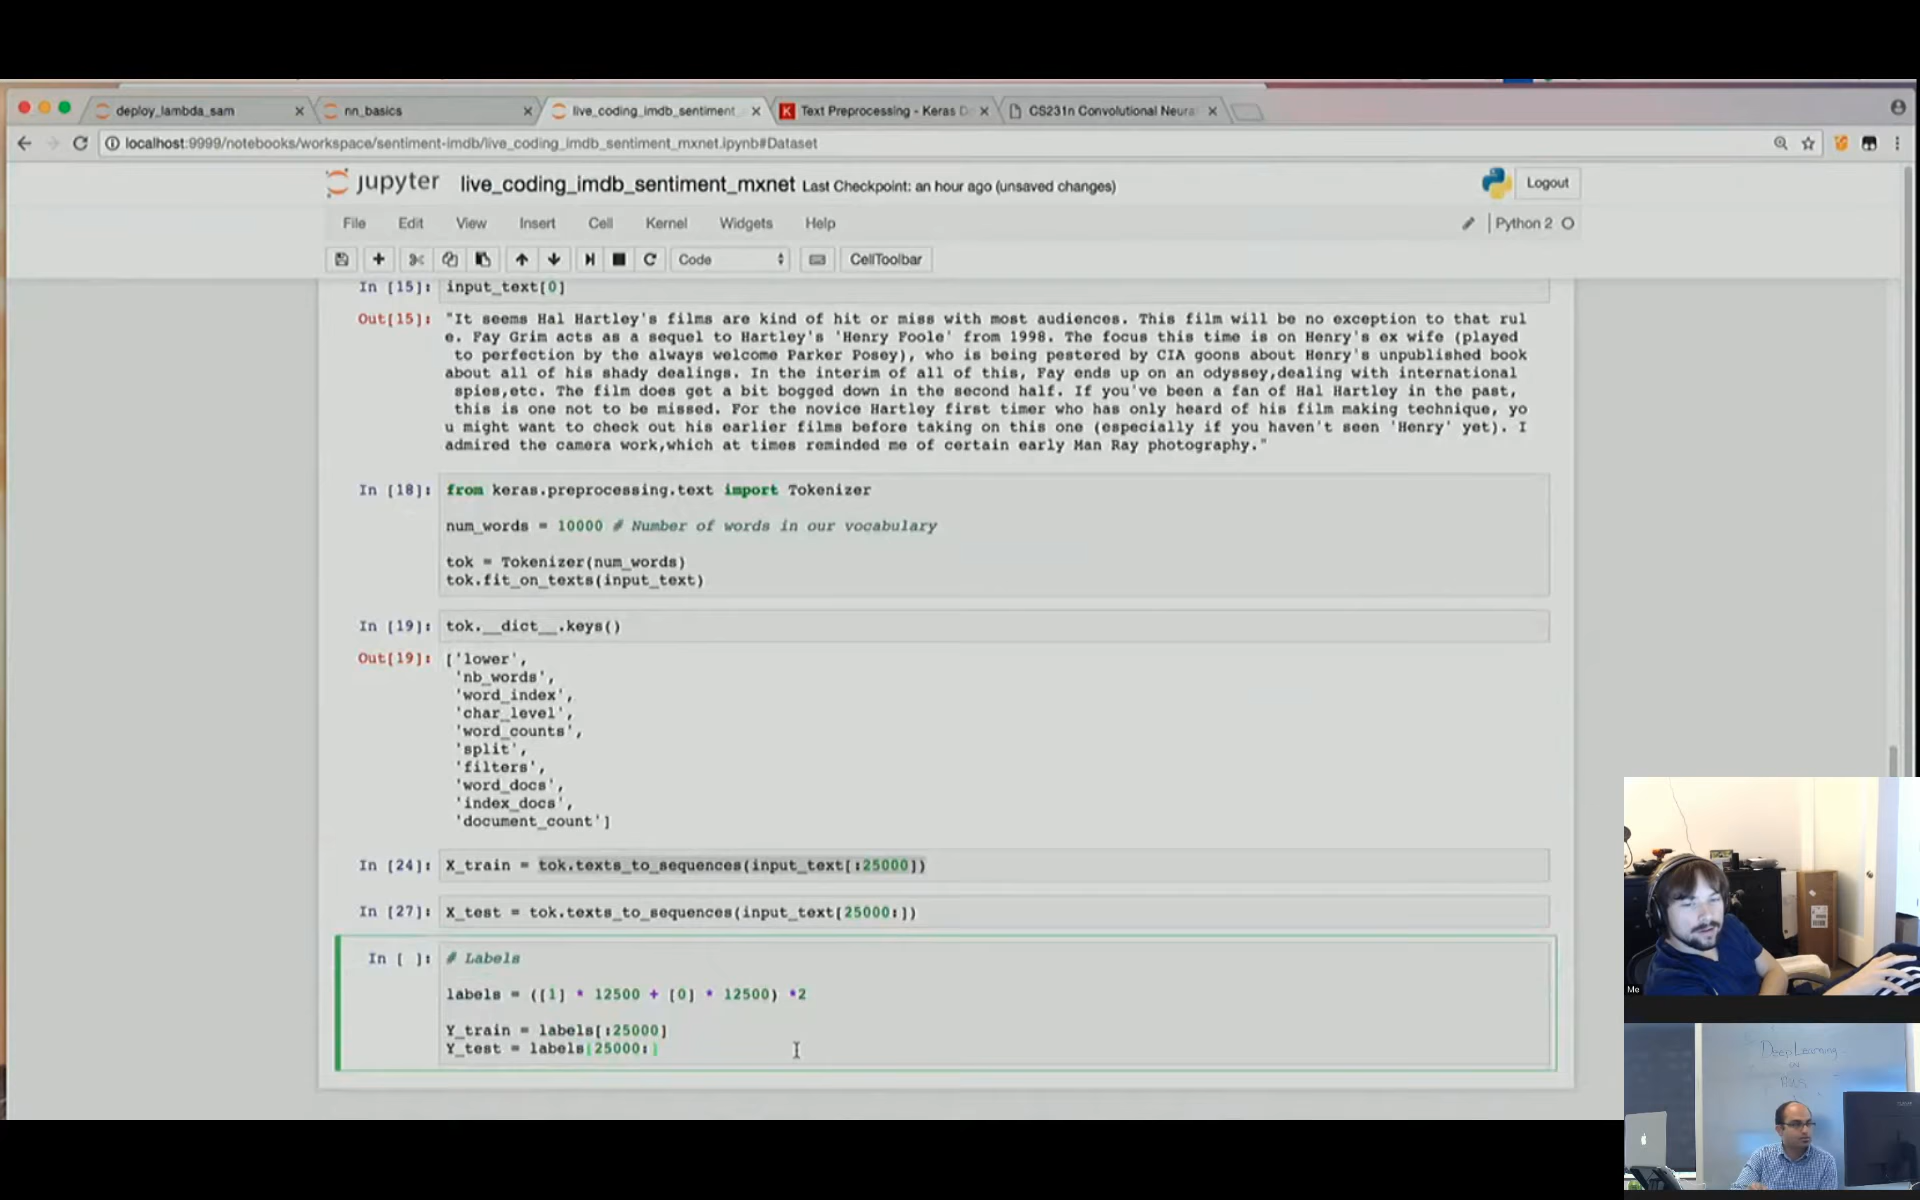 deploy_lambda_sam
nn_basics
live_coding_imdb_sentiment
Text Preprocessing - Keras D
CS231n Convolutional Neura
localhost:9999/notebooks/workspace/sentiment-imdb/live_coding_imdb_sentiment_mxnet.ipynb#Dataset
jupyter live_coding_imdb_sentiment_mxnet Last Checkpoint: an hour ago (unsaved changes)
Logout
File Edit View Insert Cell Kernel Widgets Help
Python 2
Code
CellToolbar
In [15]: input_text[0]
Out[15]: "It seems Hal Hartley's films are kind of hit or miss with most audiences. This film will be no exception to that rul
e. Fay Grim acts as a sequel to Hartley's 'Henry Foole' from 1998. The focus this time is on Henry's ex wife (played
to perfection by the always welcome Parker Posey), who is being pestered by CIA goons about Henry's unpublished book
about all of his shady dealings. In the interim of all of this, Fay ends up on an odyssey,dealing with international
spies,etc. The film does get a bit bogged down in the second half. If you've been a fan of Hal Hartley in the past,
this is one not to be missed. For the novice Hartley first timer who has only heard of his film making technique, yo
u might want to check out his earlier films before taking on this one (especially if you haven't seen 'Henry' yet). I
admired the camera work,which at times reminded me of certain early Man Ray photography."
In [18]: from keras.preprocessing.text import Tokenizer
num_words = 10000 # Number of words in our vocabulary
tok = Tokenizer(num_words)
tok.fit_on_texts(input_text)
In [19]: tok.__dict__.keys()
Out[19]: ['lower',
'nb_words',
'word_index',
'char_level',
'word_counts',
'split',
'filters',
'word_docs',
'index_docs',
'document_count']
In [24]: X_train = tok.texts_to_sequences(input_text[:25000])
In [27]: X_test = tok.texts_to_sequences(input_text[25000:])
In [ ]: # Labels
labels = ([1] * 12500 + [0] * 12500) *2
Y_train = labels[:25000]
Y_test = labels[25000:]
Me
Deep Learning
on
AWS